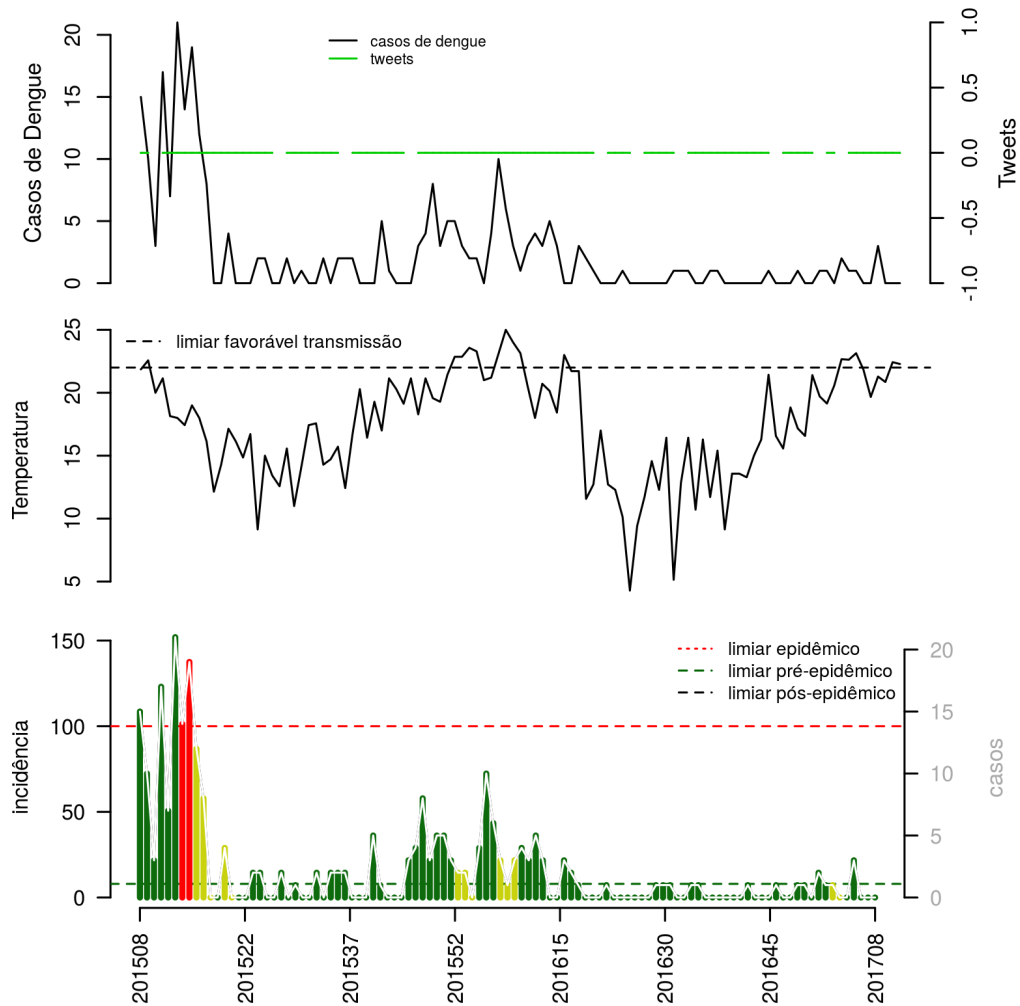 Casos de Dengue
0
5
10
15
20
casos de dengue
tweets
-1.0
-0.5
0.0
0.5
1.0
Tweets
Temperatura
5
10
15
20
25
limiar favorável transmissão
incidência
0
50
100
150
limiar epidêmico
limiar pré-epidêmico
limiar pós-epidêmico
0
5
10
15
20
casos
201508
201522
201537
201552
201615
201630
201645
201708